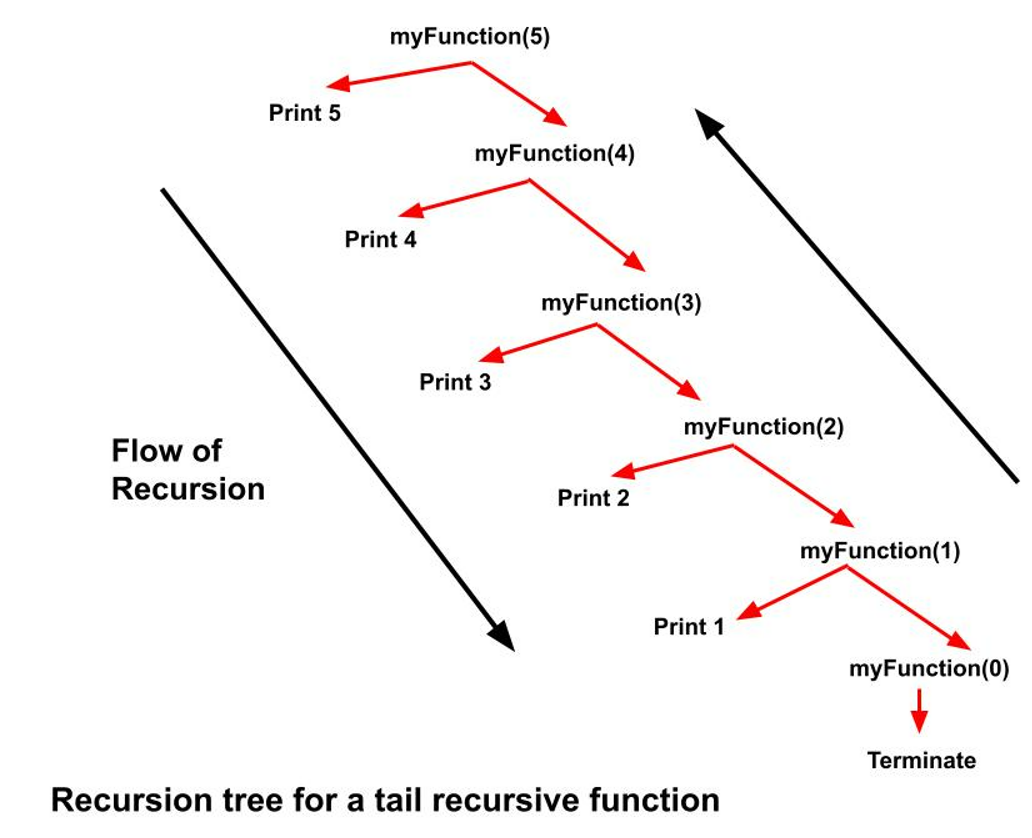 myFunction(5)
Print 5
myFunction(4)
Print 4
myFunction(3)
Print 3
myFunction(2)
Flow of
Recursion
Print 2
myFunction(1)
Print 1
myFunction(0)
Terminate
Recursion tree for a tail recursive function